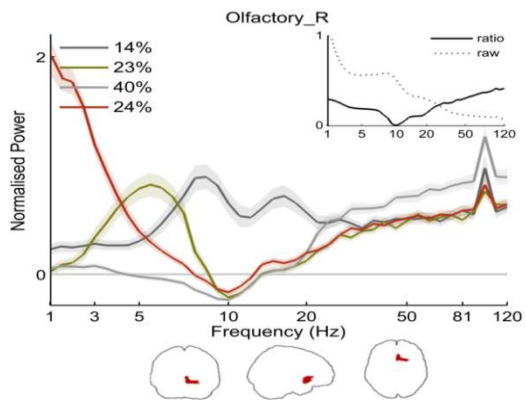 Olfactory_R
2
14%
23%
40%
24%
1
ratio
raw
0
1 5 10 20 50 120
Normalised Power
0
1 3 5 10 20 50 81 120
Frequency (Hz)